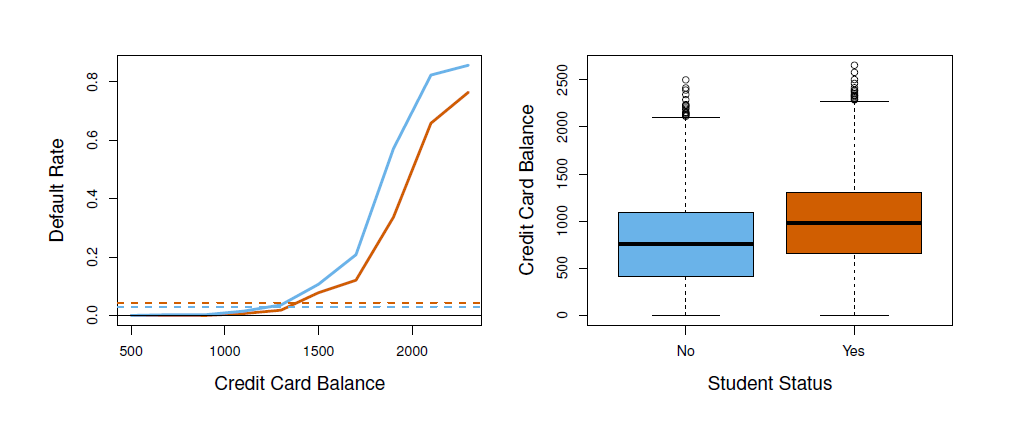 0.8
0.6
0.4
0.2
0.0
Default Rate
500 1000 1500 2000
Credit Card Balance
2500
2000
1500
1000
500
0
Credit Card Balance
No Yes
Student Status